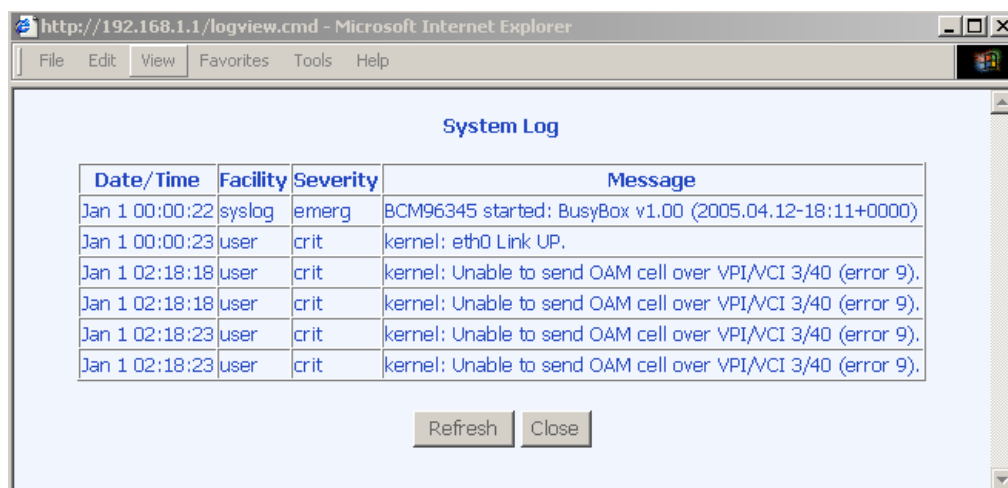 http://192.168.1.1/logview.cmd - Microsoft Internet Explorer
File Edit View Favorites Tools Help
System Log
Date/Time Facility Severity Message
Jan 1 00:00:22 syslog emerg BCM96345 started: BusyBox v1.00 (2005.04.12-18:11+0000)
Jan 1 00:00:23 user crit kernel: eth0 Link UP.
Jan 1 02:18:18 user crit kernel: Unable to send OAM cell over VPI/VCI 3/40 (error 9).
Jan 1 02:18:18 user crit kernel: Unable to send OAM cell over VPI/VCI 3/40 (error 9).
Jan 1 02:18:23 user crit kernel: Unable to send OAM cell over VPI/VCI 3/40 (error 9).
Jan 1 02:18:23 user crit kernel: Unable to send OAM cell over VPI/VCI 3/40 (error 9).
Refresh Close